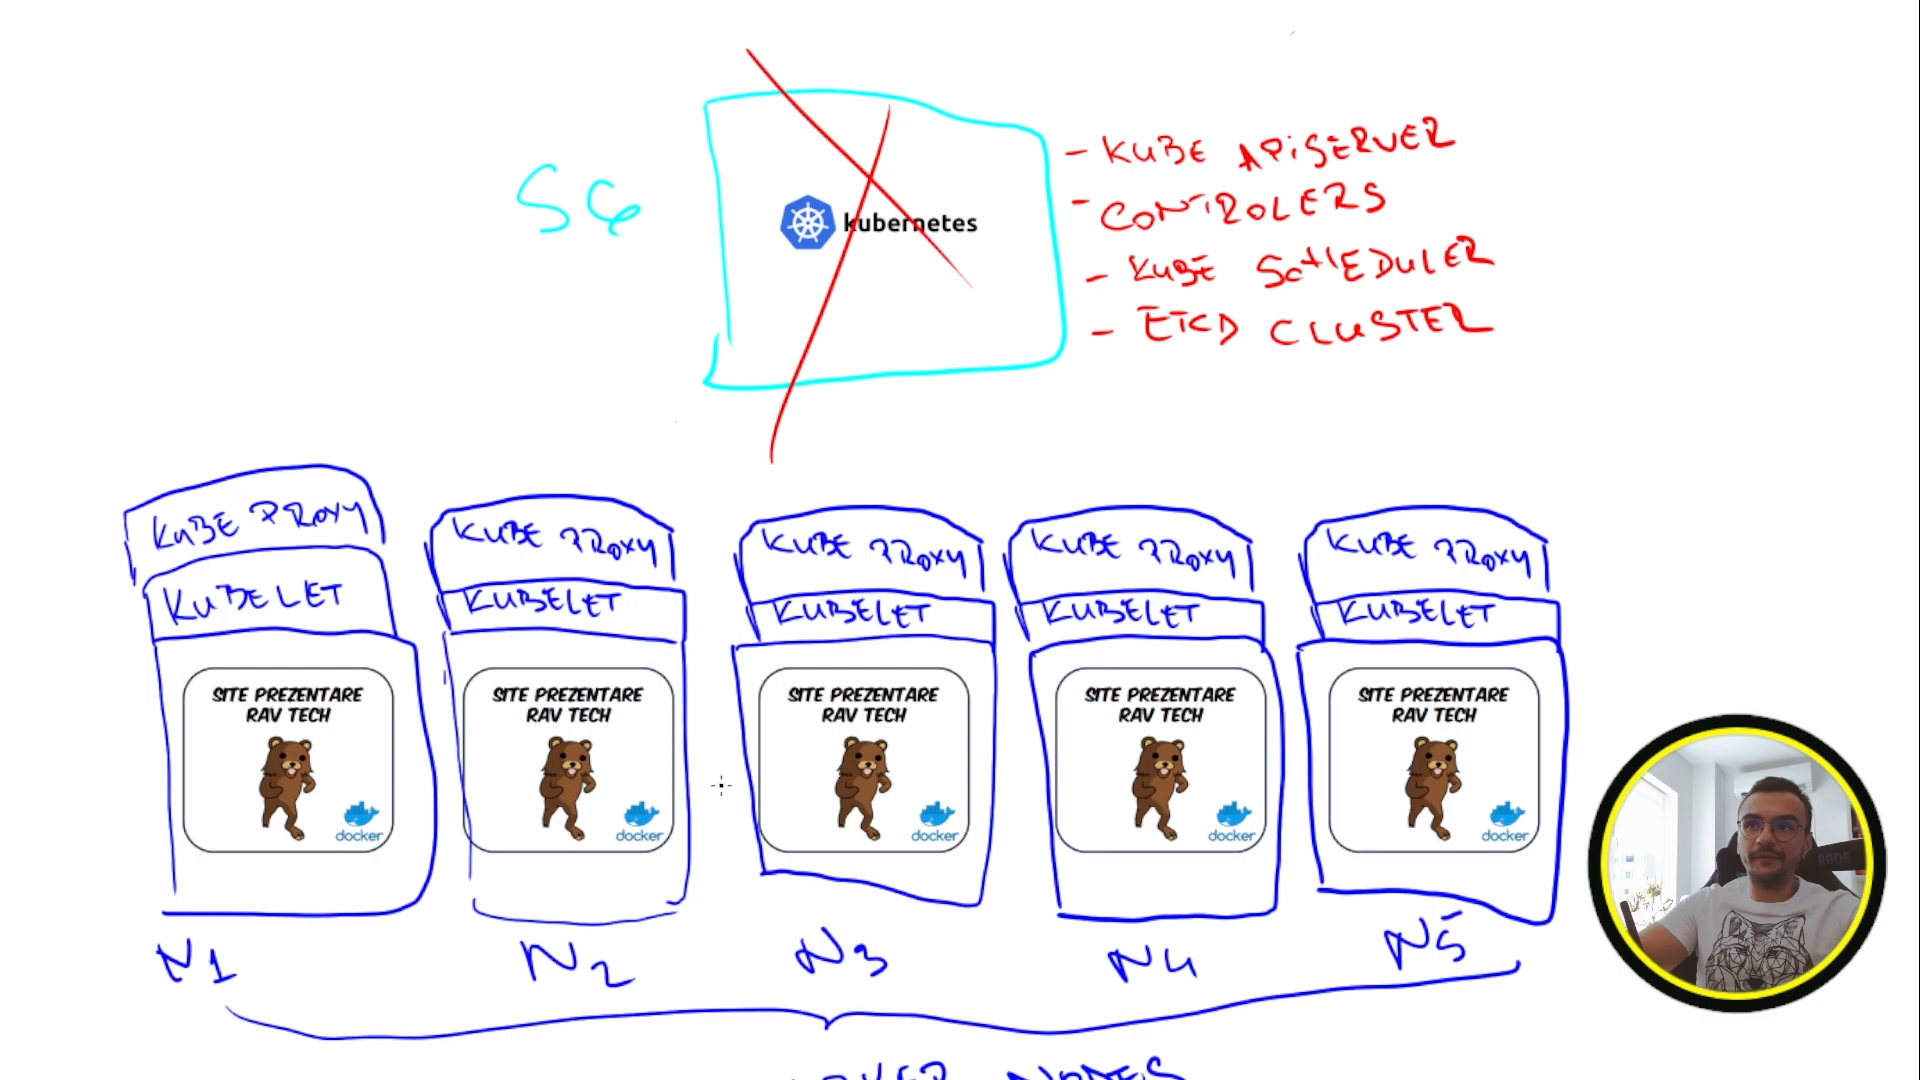 S6
kubernetes
- KUBE APISERVER
- CONTROLERS
- KUBE SCHEDULER
- ETCD CLUSTER
KUBE PROXY
KUBELET
SITE PREZENTARE
RAV TECH
docker
N1
KUBE PROXY
KUBELET
SITE PREZENTARE
RAV TECH
docker
N2
KUBE PROXY
KUBELET
SITE PREZENTARE
RAV TECH
docker
N3
KUBE PROXY
KUBELET
SITE PREZENTARE
RAV TECH
docker
N4
KUBE PROXY
KUBELET
SITE PREZENTARE
RAV TECH
docker
N5
NODES